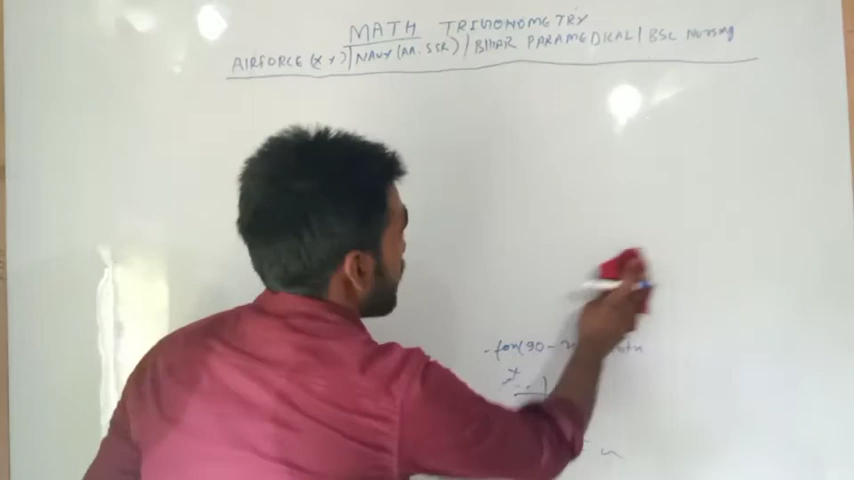 MATH TRIGONOMETRY
AIRFORCE (X Y) / NAVY (AA. SSR) / BIHAR PARAMEDICAL / BSC NURSING
tan(90 -